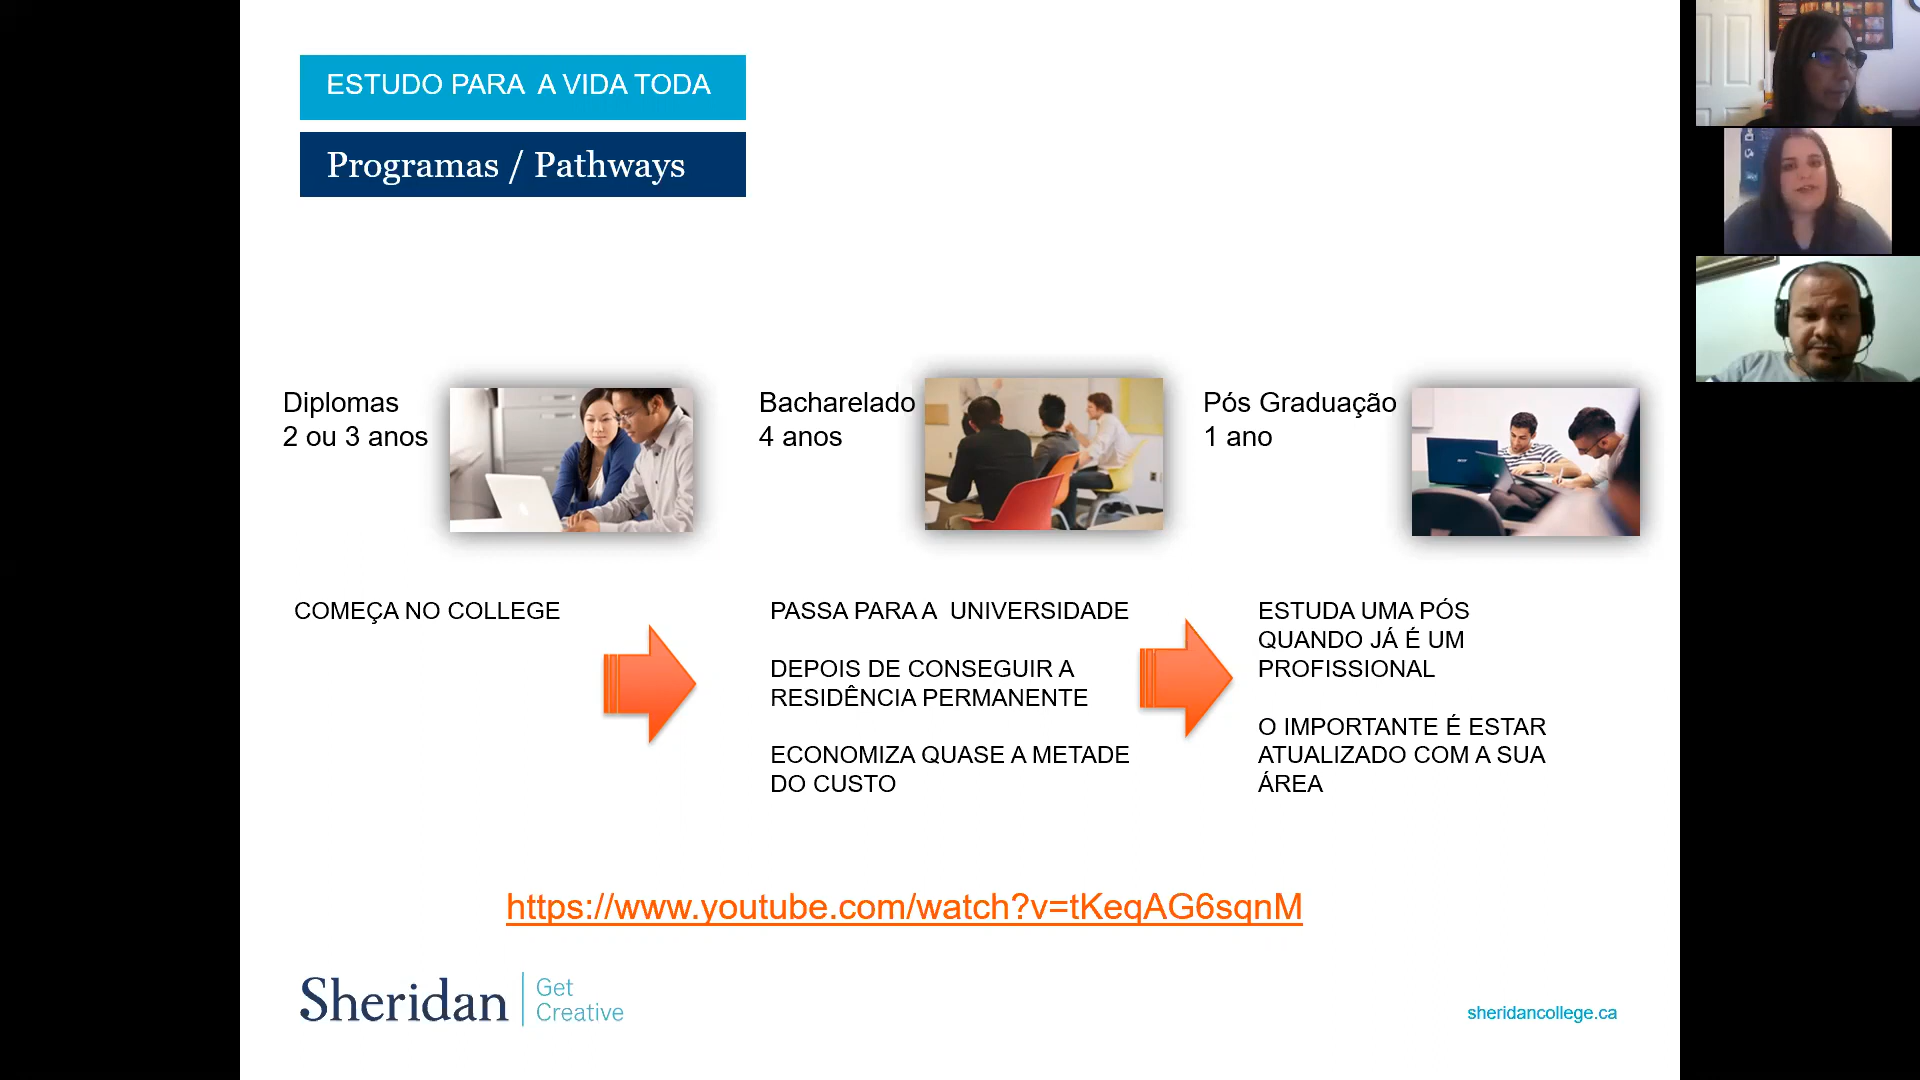 ESTUDO PARA A VIDA TODA
Programas / Pathways
Diplomas
2 ou 3 anos
Bacharelado
4 anos
Pós Graduação
1 ano
COMEÇA NO COLLEGE
PASSA PARA A UNIVERSIDADE
DEPOIS DE CONSEGUIR A
RESIDÊNCIA PERMANENTE
ECONOMIZA QUASE A METADE
DO CUSTO
ESTUDA UMA PÓS
QUANDO JÁ É UM
PROFISSIONAL
O IMPORTANTE É ESTAR
ATUALIZADO COM A SUA
ÁREA
https://www.youtube.com/watch?v=tKeqAG6sqnM
Sheridan
Get
Creative
sheridancollege.ca